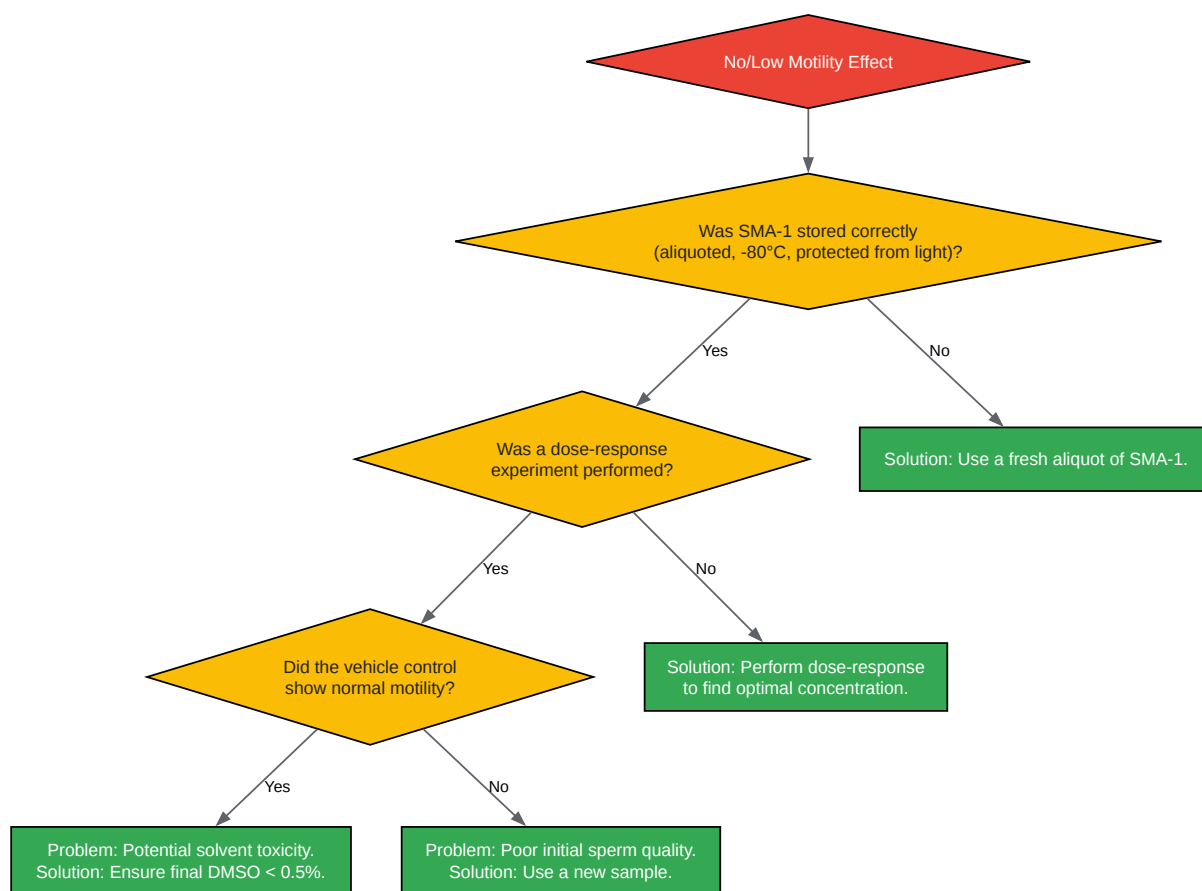 No/Low Motility Effect
Was SMA-1 stored correctly
(aliquoted, -80°C, protected from light)?
Yes
No
Was a dose-response
experiment performed?
Solution: Use a fresh aliquot of SMA-1.
Yes
No
Did the vehicle control
show normal motility?
Solution: Perform dose-response
to find optimal concentration.
Yes
No
Problem: Potential solvent toxicity.
Solution: Ensure final DMSO < 0.5%.
Problem: Poor initial sperm quality.
Solution: Use a new sample.